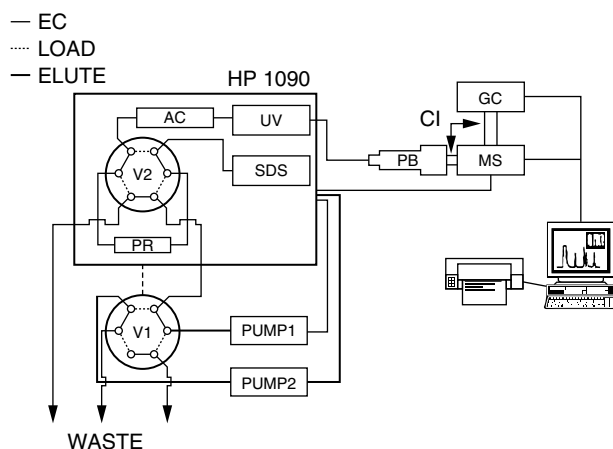 EC
LOAD
ELUTE
HP 1090
AC
UV
V2
SDS
PR
GC
CI
PB
MS
V1
PUMP1
PUMP2
WASTE